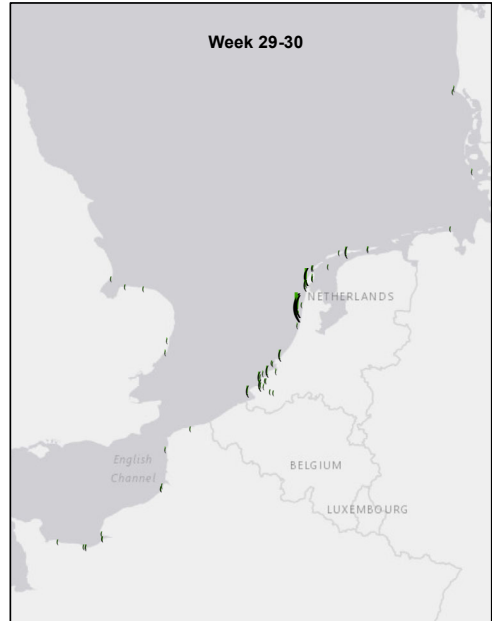 Week 29-30
NETHERLANDS
English
Channel
BELGIUM
LUXEMBOURG